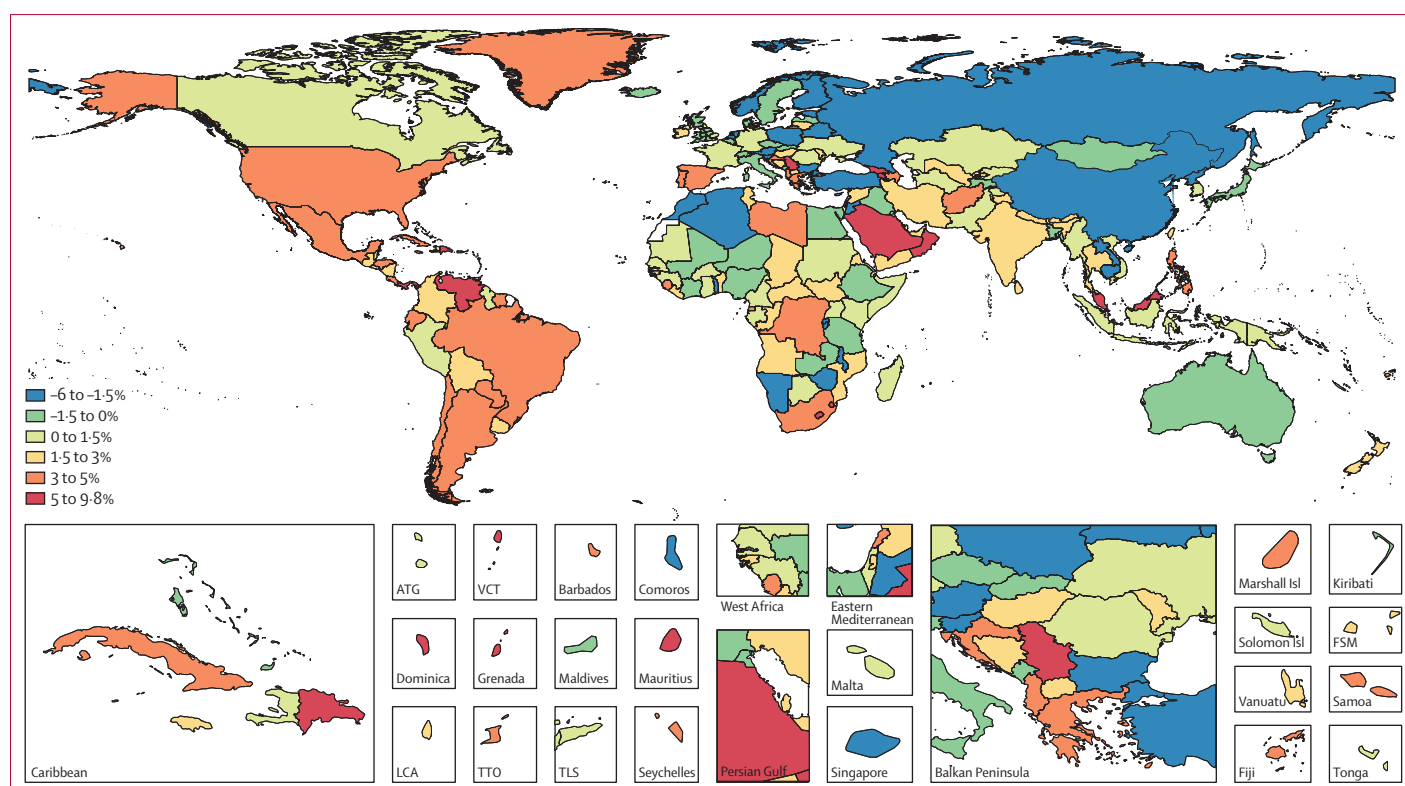 –6 to –1·5%
–1·5 to 0%
0 to 1·5%
1·5 to 3%
3 to 5%
5 to 9·8%
Caribbean
ATG
VCT
Barbados
Comoros
Dominica
Grenada
Maldives
Mauritius
LCA
TTO
TLS
Seychelles
West Africa
Eastern
Mediterranean
Persian Gulf
Malta
Singapore
Balkan Peninsula
Marshall Isl
Kiribati
Solomon Isl
FSM
Vanuatu
Samoa
Fiji
Tonga